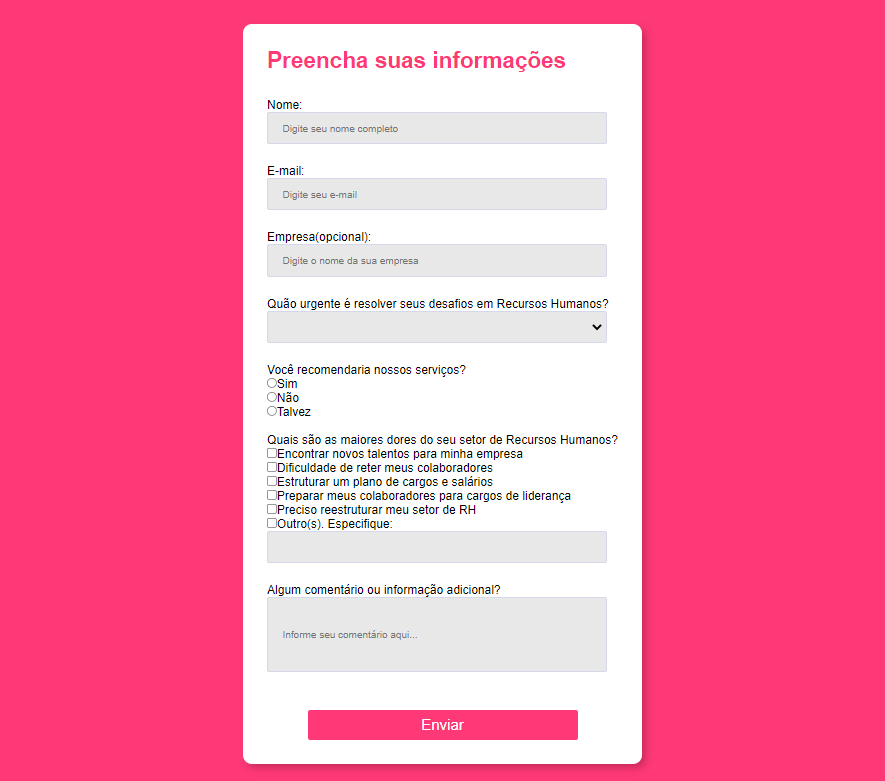 Preencha suas informações
Nome:
Digite seu nome completo
E-mail:
Digite seu e-mail
Empresa(opcional):
Digite o nome da sua empresa
Quão urgente é resolver seus desafios em Recursos Humanos?
Você recomendaria nossos serviços?
Sim
Não
Talvez
Quais são as maiores dores do seu setor de Recursos Humanos?
Encontrar novos talentos para minha empresa
Dificuldade de reter meus colaboradores
Estruturar um plano de cargos e salários
Preparar meus colaboradores para cargos de liderança
Preciso reestruturar meu setor de RH
Outro(s). Especifique:
Algum comentário ou informação adicional?
Informe seu comentário aqui...
Enviar